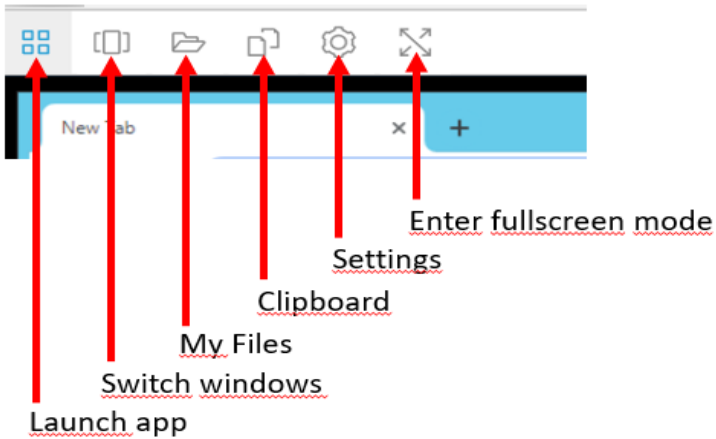 New Tab
Enter fullscreen mode
Settings
Clipboard
My Files
Switch windows
Launch app